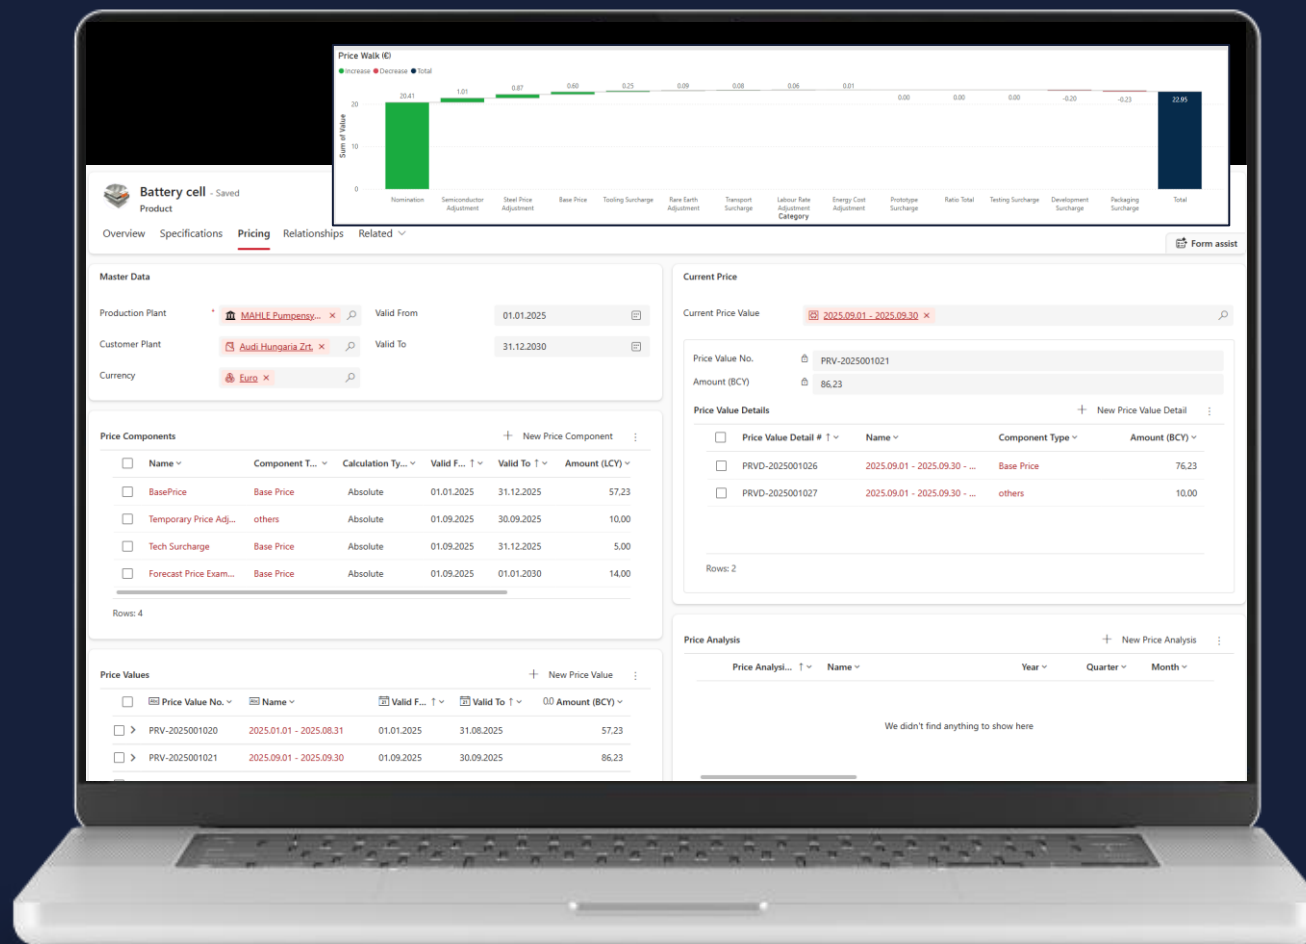 Price Walk (€)
Increase Decrease Total
Sum of Value
20
10
0
20.41 1.01 0.87 0.60 0.25 0.09 0.08 0.06 0.01 0.00 0.00 0.00 -0.20 -0.23 22.95
Nomination Semiconductor Adjustment Steel Price Adjustment Base Price Tooling Surcharge Rare Earth Adjustment Transport Surcharge Labour Rate Adjustment Energy Cost Adjustment Prototype Surcharge Ratio Total Testing Surcharge Development Surcharge Packaging Surcharge Total
Category
Battery cell - Saved
Product
Overview Specifications Pricing Relationships Related
Form assist
Master Data
Production Plant * MAHLE Pumpensy... × Valid From 01.01.2025
Customer Plant Audi Hungaria Zrt. × Valid To 31.12.2030
Currency Euro ×
Price Components
+ New Price Component
Name Component T... Calculation Ty... Valid F... ↑ Valid To ↑ Amount (LCY)
BasePrice Base Price Absolute 01.01.2025 31.12.2025 57,23
Temporary Price Adj... others Absolute 01.09.2025 30.09.2025 10,00
Tech Surcharge Base Price Absolute 01.09.2025 31.12.2025 5,00
Forecast Price Exam... Base Price Absolute 01.09.2025 01.01.2030 14,00
Rows: 4
Price Values
+ New Price Value
Price Value No. Name Valid F... ↑ Valid To ↑ Amount (BCY)
PRV-2025001020 2025.01.01 - 2025.08.31 01.01.2025 31.08.2025 57,23
PRV-2025001021 2025.09.01 - 2025.09.30 01.09.2025 30.09.2025 86,23
Current Price
Current Price Value 2025.09.01 - 2025.09.30 ×
Price Value No. PRV-2025001021
Amount (BCY) 86,23
Price Value Details
+ New Price Value Detail
Price Value Detail # ↑ Name Component Type Amount (BCY)
PRVD-2025001026 2025.09.01 - 2025.09.30 - ... Base Price 76,23
PRVD-2025001027 2025.09.01 - 2025.09.30 - ... others 10,00
Rows: 2
Price Analysis
+ New Price Analysis
Price Analysi... ↑ Name Year Quarter Month
We didn't find anything to show here